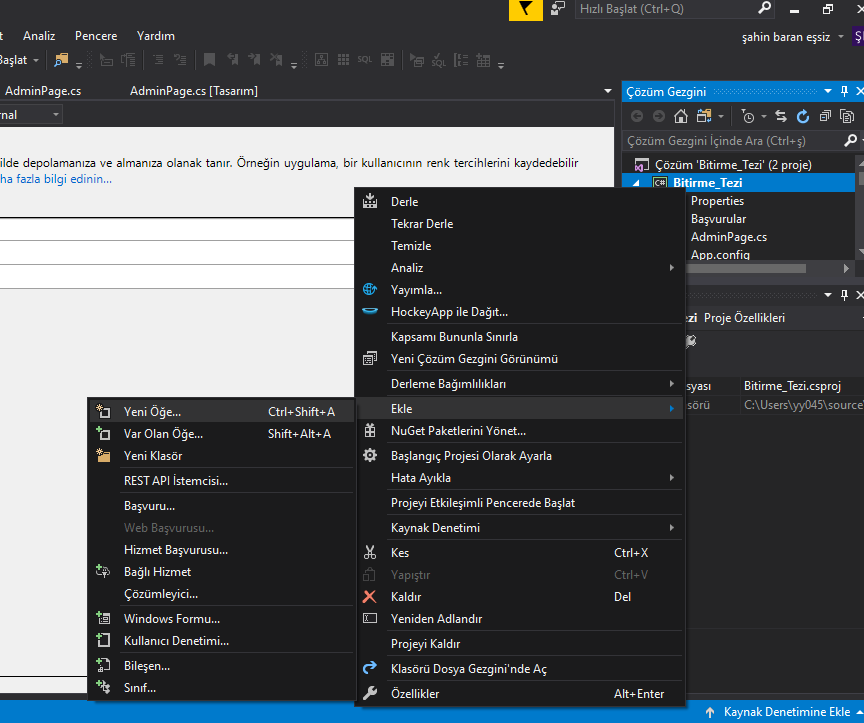 Hızlı Başlat (Ctrl+Q)
Analiz Pencere Yardım
şahin baran eşsiz
Başlat
AdminPage.cs AdminPage.cs [Tasarım]
Çözüm Gezgini
Çözüm Gezgini İçinde Ara (Ctrl+ş)
ilde depolamanıza ve almanıza olanak tanır. Örneğin uygulama, bir kullanıcının renk tercihlerini kaydedebilir
ha fazla bilgi edinin...
Çözüm 'Bitirme_Tezi' (2 proje)
C# Bitirme_Tezi
Properties
Başvurular
AdminPage.cs
App.config
zi Proje Özellikleri
syası Bitirme_Tezi.csproj
sörü C:\Users\yy045\source\
Derle
Tekrar Derle
Temizle
Analiz
Yayımla...
HockeyApp ile Dağıt...
Kapsamı Bununla Sınırla
Yeni Çözüm Gezgini Görünümü
Derleme Bağımlılıkları
Ekle
NuGet Paketlerini Yönet...
Başlangıç Projesi Olarak Ayarla
Hata Ayıkla
Projeyi Etkileşimli Pencerede Başlat
Kaynak Denetimi
Kes Ctrl+X
Yapıştır Ctrl+V
Kaldır Del
Yeniden Adlandır
Projeyi Kaldır
Klasörü Dosya Gezgini'nde Aç
Özellikler Alt+Enter
Yeni Öğe... Ctrl+Shift+A
Var Olan Öğe... Shift+Alt+A
Yeni Klasör
REST API İstemcisi...
Başvuru...
Web Başvurusu...
Hizmet Başvurusu...
Bağlı Hizmet
Çözümleyici...
Windows Formu...
Kullanıcı Denetimi...
Bileşen...
Sınıf...
Kaynak Denetimine Ekle